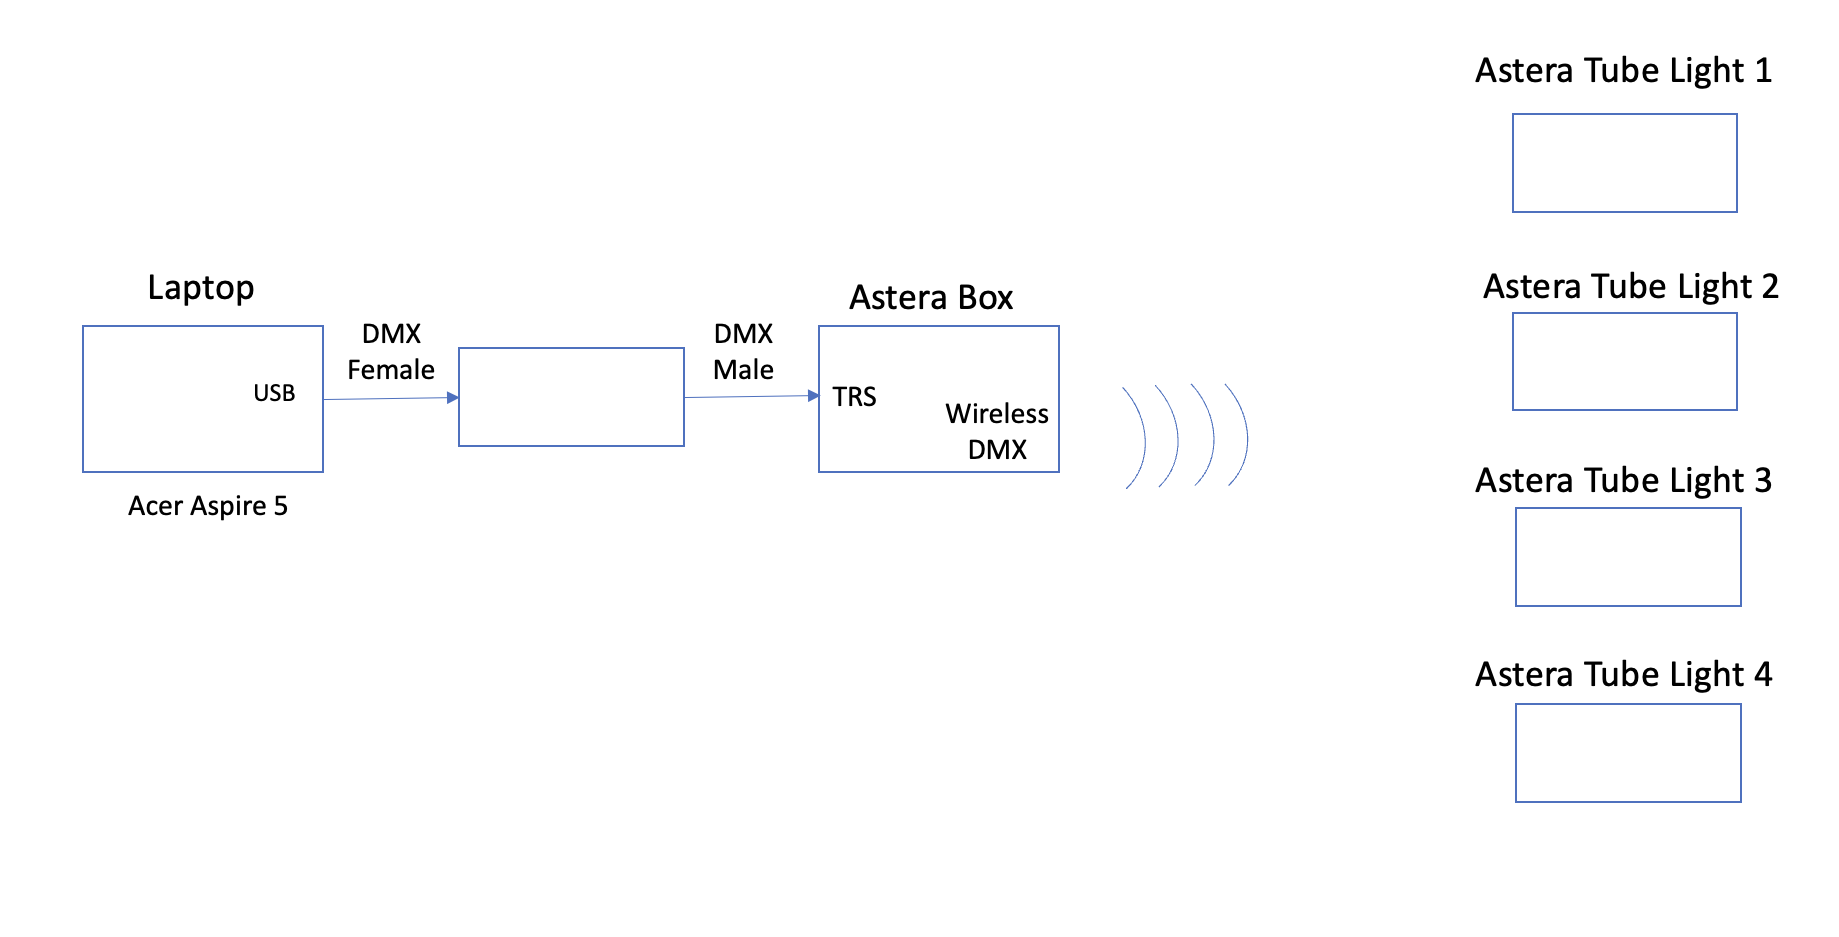 Astera Tube Light 1
Laptop
USB
Acer Aspire 5
DMX
Female
DMX
Male
Astera Box
TRS
Wireless
DMX
Astera Tube Light 2
Astera Tube Light 3
Astera Tube Light 4